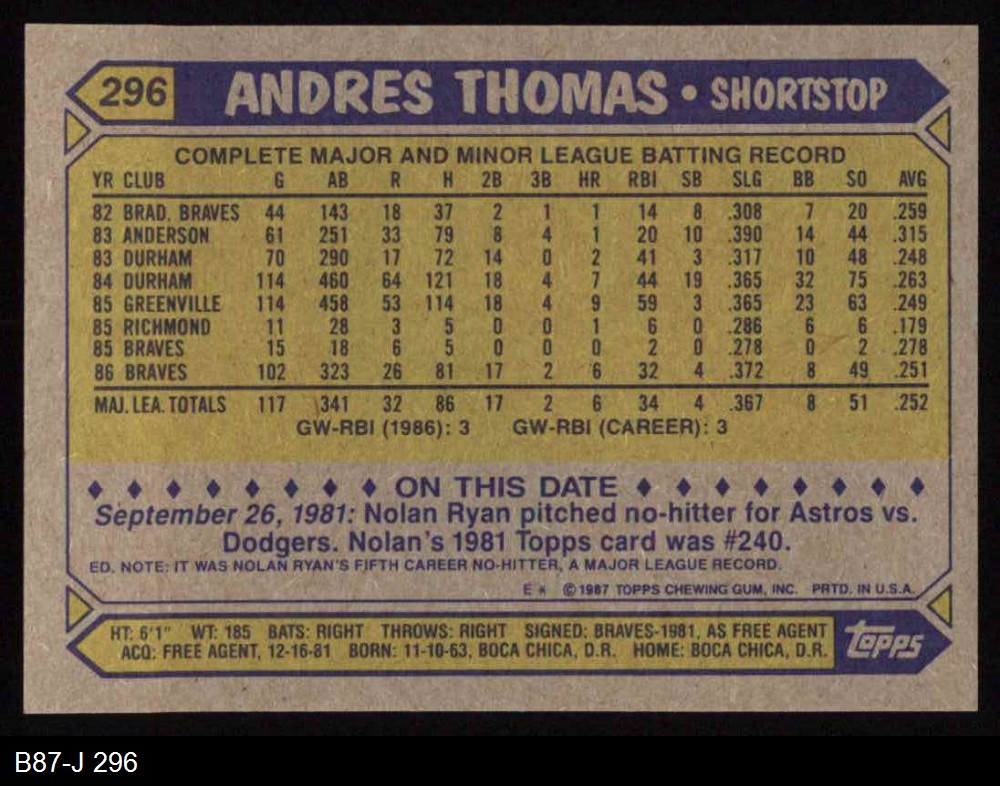 296 ANDRES THOMAS • SHORTSTOP
COMPLETE MAJOR AND MINOR LEAGUE BATTING RECORD
YR CLUB G AB R H 2B 3B HR RBI SB SLG BB SO AVG
82 BRAD. BRAVES 44 143 18 37 2 1 1 14 8 .308 7 20 .259
83 ANDERSON 61 251 33 79 8 4 1 20 10 .390 14 44 .315
83 DURHAM 70 290 17 72 14 0 2 41 3 .317 10 48 .248
84 DURHAM 114 460 64 121 18 4 7 44 19 .365 32 75 .263
85 GREENVILLE 114 458 53 114 18 4 9 59 3 .365 23 63 .249
85 RICHMOND 11 28 3 5 0 0 1 6 0 .286 6 6 .179
85 BRAVES 15 18 6 5 0 0 0 2 0 .278 0 2 .278
86 BRAVES 102 323 26 81 17 2 6 32 4 .372 8 49 .251
MAJ. LEA. TOTALS 117 341 32 86 17 2 6 34 4 .367 8 51 .252
GW-RBI (1986): 3 GW-RBI (CAREER): 3
♦ ♦ ♦ ♦ ♦ ♦ ♦ ♦ ON THIS DATE ♦ ♦ ♦ ♦ ♦ ♦ ♦ ♦
September 26, 1981: Nolan Ryan pitched no-hitter for Astros vs.
Dodgers. Nolan's 1981 Topps card was #240.
ED. NOTE: IT WAS NOLAN RYAN'S FIFTH CAREER NO-HITTER, A MAJOR LEAGUE RECORD.
E * © 1987 TOPPS CHEWING GUM, INC. PRTD. IN U.S.A.
HT: 6'1" WT: 185 BATS: RIGHT THROWS: RIGHT SIGNED: BRAVES-1981, AS FREE AGENT
ACQ: FREE AGENT, 12-16-81 BORN: 11-10-63, BOCA CHICA, D.R. HOME: BOCA CHICA, D.R.
Topps
B87-J 296